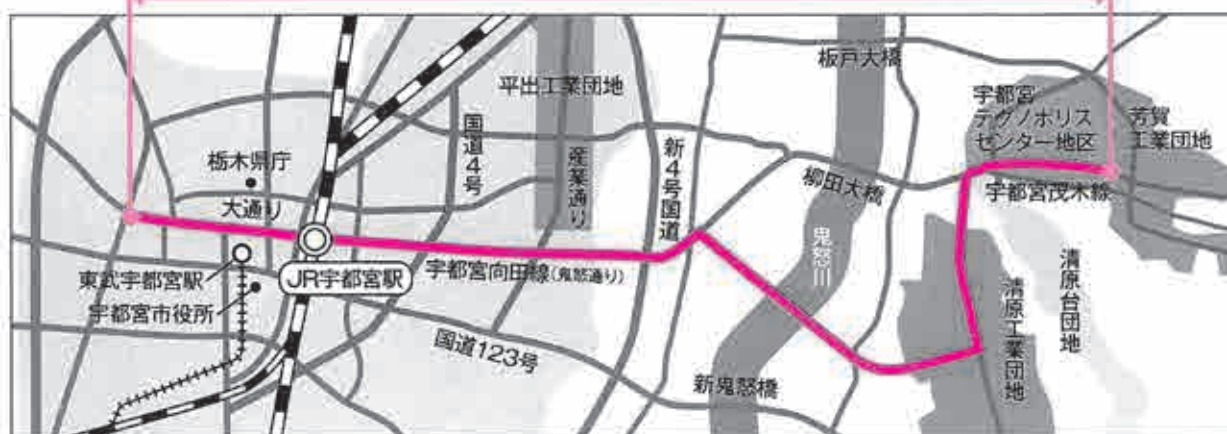 板戸大橋
平出工業団地
宇都宮
テクノポリス
センター地区
芳賀
工業団地
国道4号
産業通り
新4号国道
栃木県庁
大通り
柳田大橋
宇都宮茂木線
鬼怒川
東武宇都宮駅
JR宇都宮駅
宇都宮向田線(鬼怒通り)
宇都宮市役所
清原台団地
清原工業団地
国道123号
新鬼怒橋